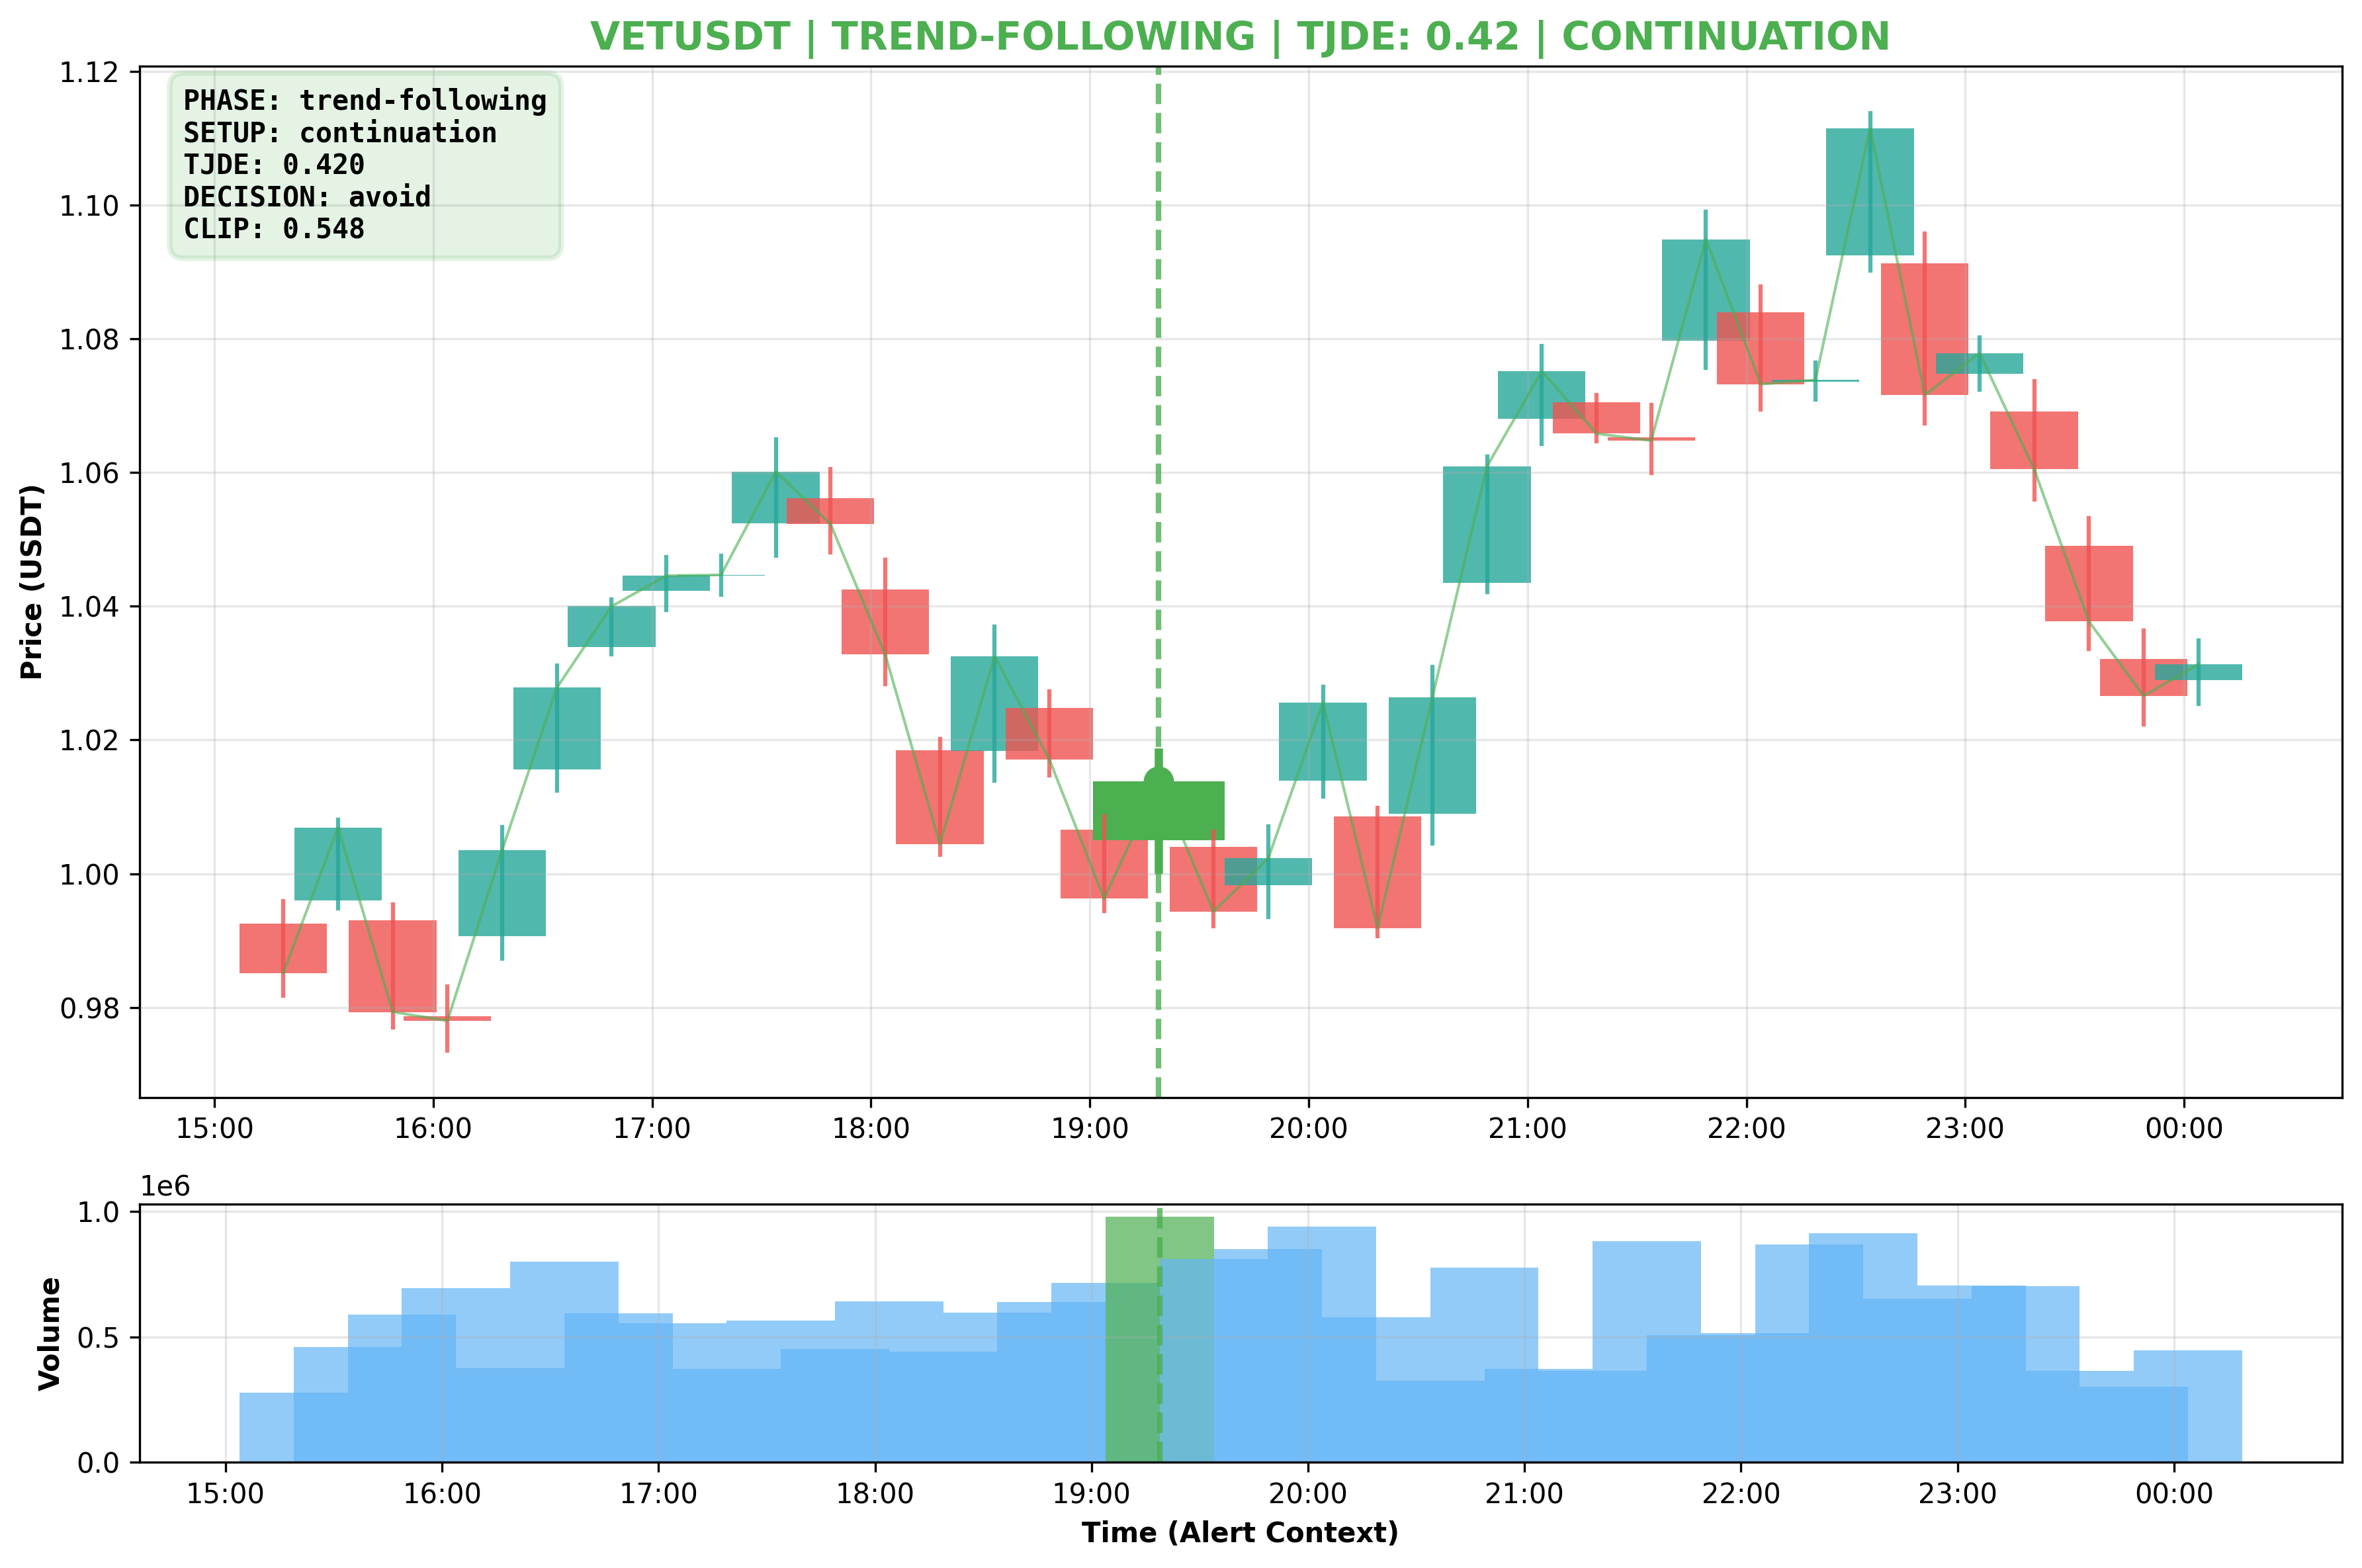 VETUSDT | TREND-FOLLOWING | TJDE: 0.42 | CONTINUATION
PHASE: trend-following
SETUP: continuation
TJDE: 0.420
DECISION: avoid
CLIP: 0.548
Price (USDT)
1.12
1.10
1.08
1.06
1.04
1.02
1.00
0.98
15:00 16:00 17:00 18:00 19:00 20:00 21:00 22:00 23:00 00:00
1e6
Volume
1.0
0.5
0.0
15:00 16:00 17:00 18:00 19:00 20:00 21:00 22:00 23:00 00:00
Time (Alert Context)